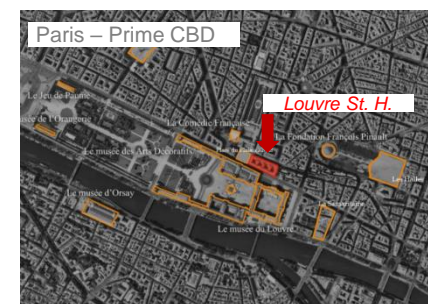 Paris – Prime CBD
Louvre St. H.
Le Jeu de Paume
La Comédie Française
La Fondation François Pinault
Musée de l'Orangerie
Le musée des Arts Décoratifs
Les Halles
Le musée d'Orsay
La Samaritaine
Le musée du Louvre